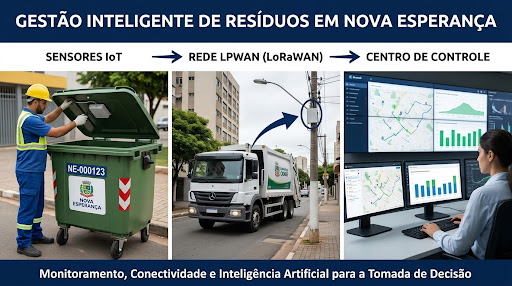 GESTÃO INTELIGENTE DE RESÍDUOS EM NOVA ESPERANÇA
SENSORES IoT → REDE LPWAN (LoRaWAN) → CENTRO DE CONTROLE
NE-000123
NOVA
ESPERANÇA
Monitoramento, Conectividade e Inteligência Artificial para a Tomada de Decisão